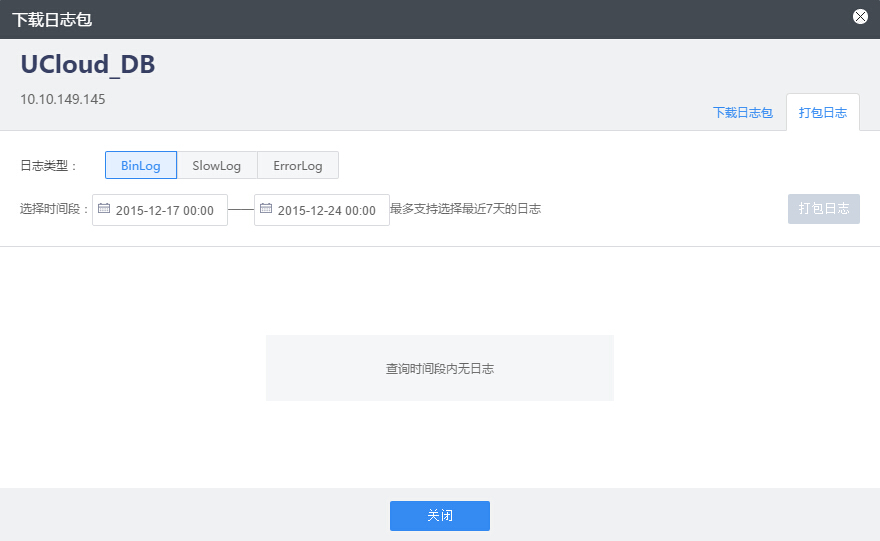 下载日志包
UCloud_DB
10.10.149.145
下载日志包 打包日志
日志类型： BinLog SlowLog ErrorLog
选择时间段： 2015-12-17 00:00 —— 2015-12-24 00:00 最多支持选择最近7天的日志 打包日志
查询时间段内无日志
关闭